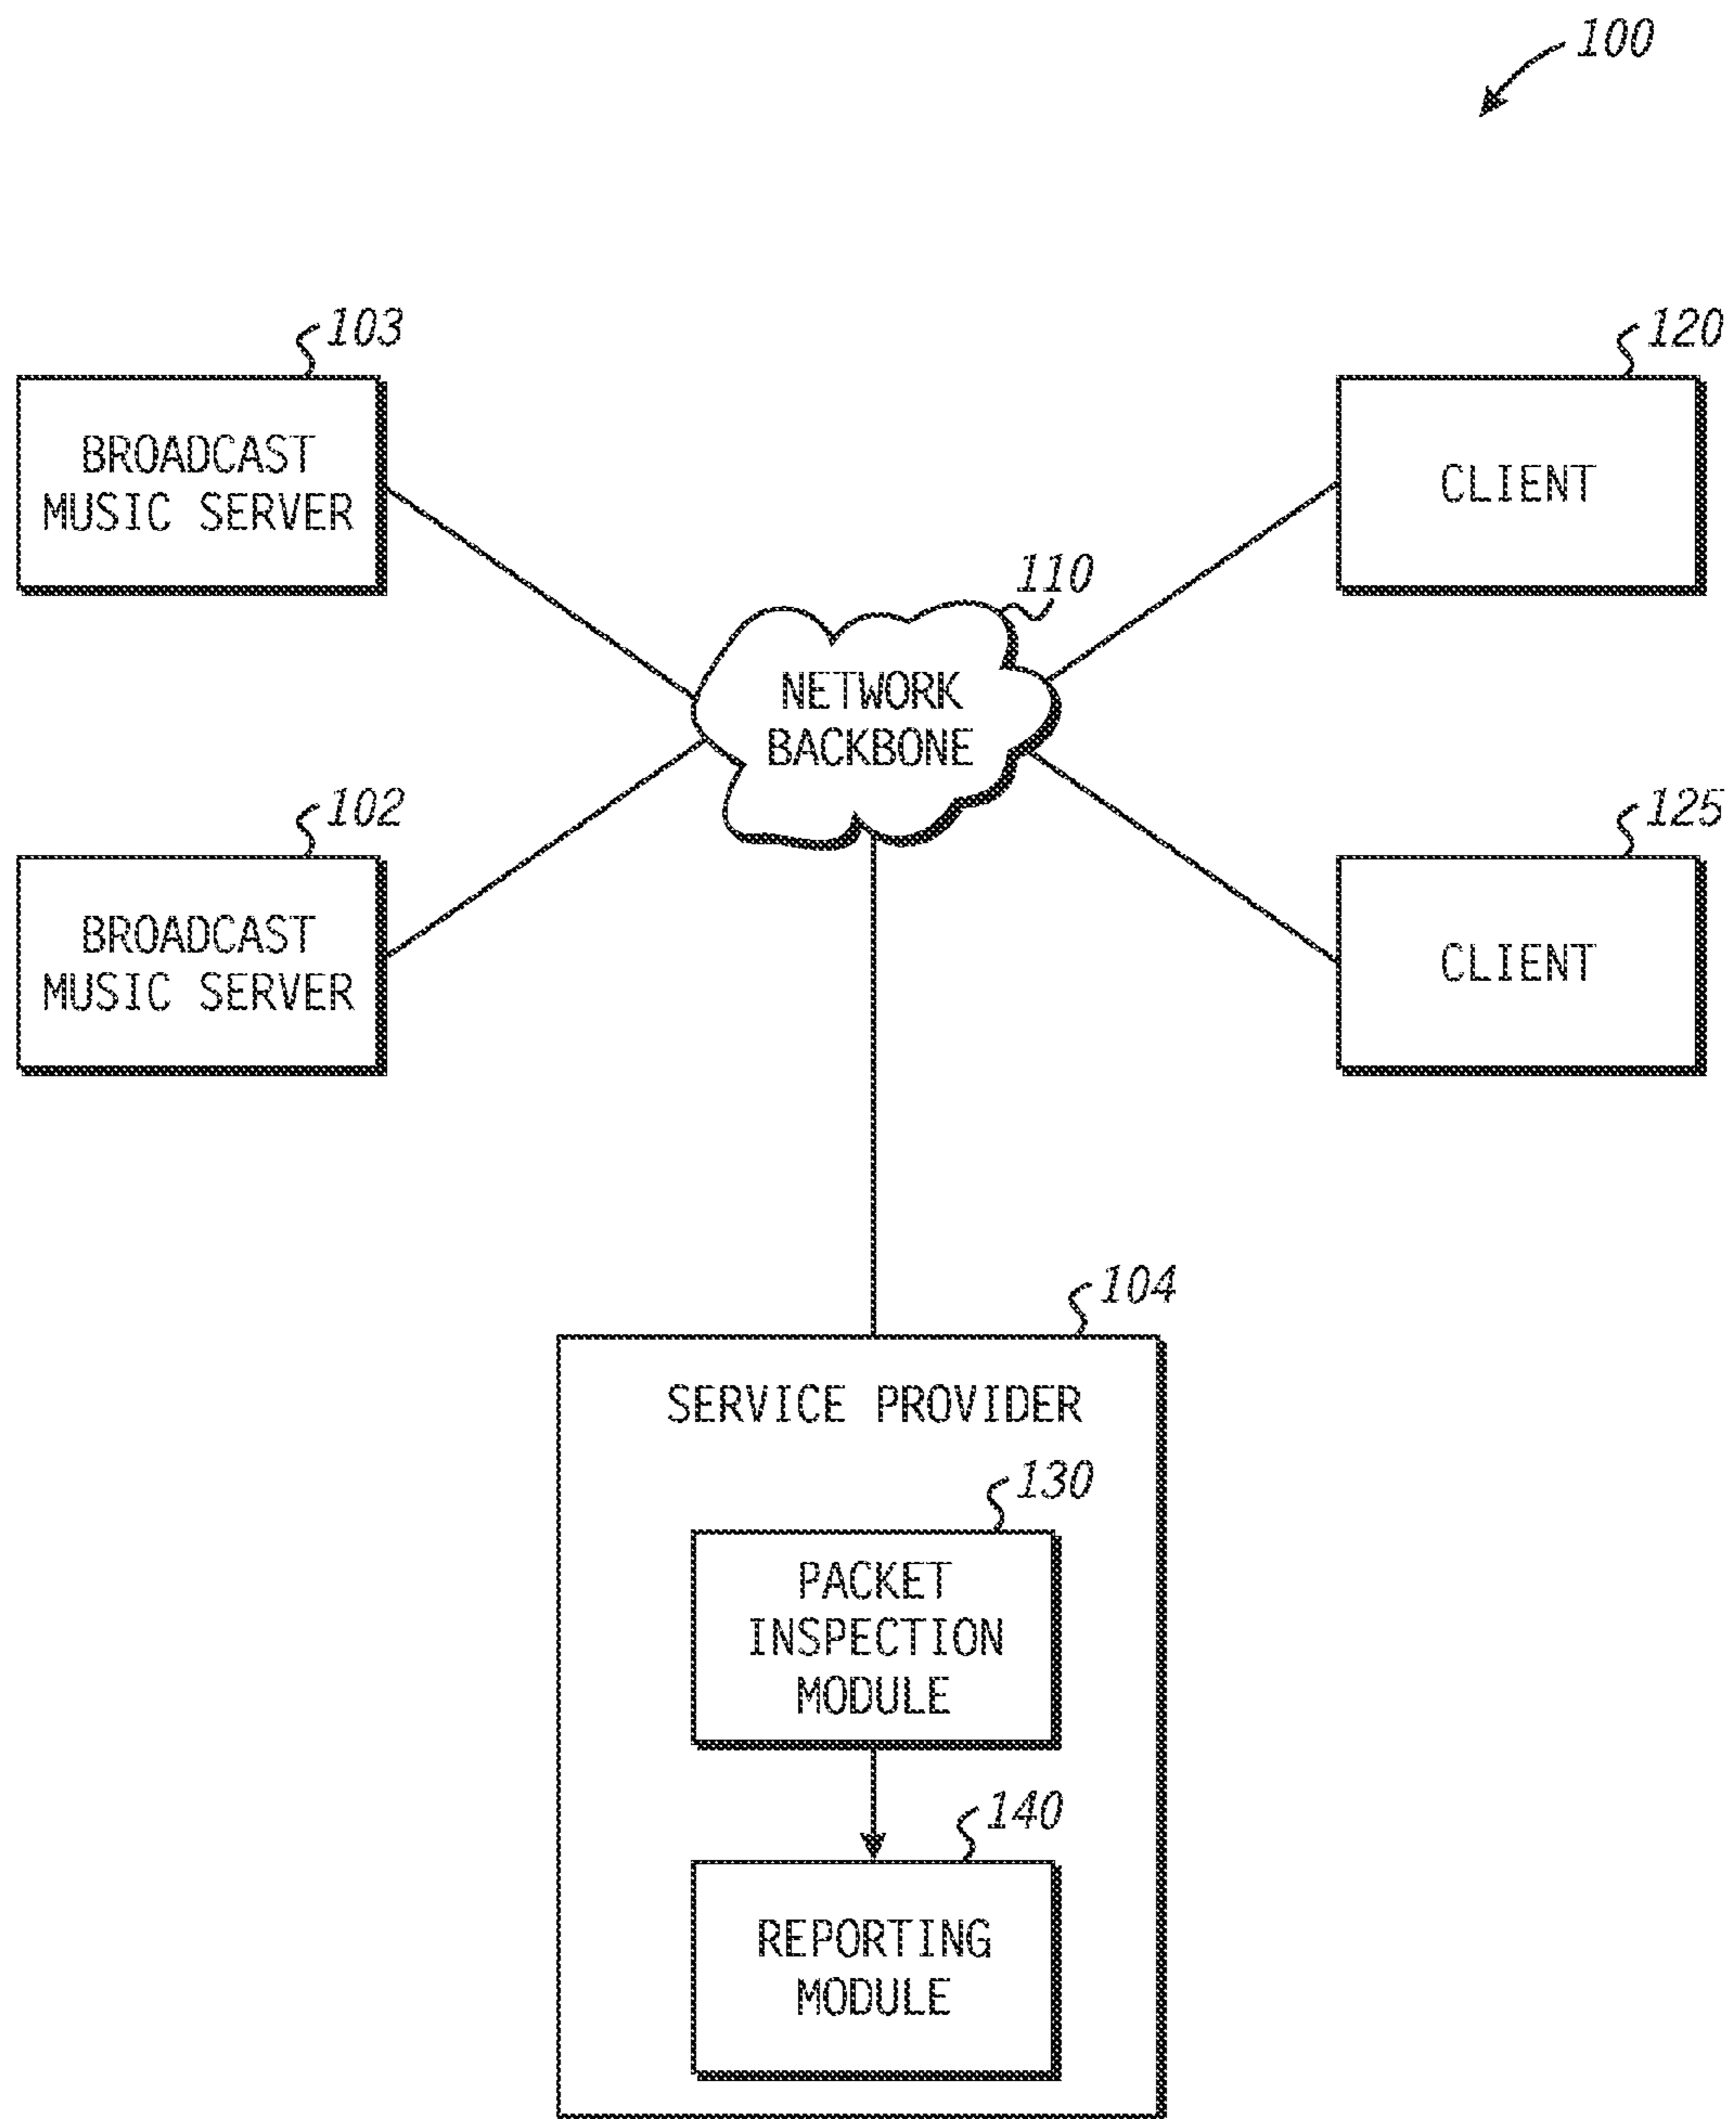 100
103
BROADCAST
MUSIC SERVER
120
CLIENT
110
NETWORK
BACKBONE
102
BROADCAST
MUSIC SERVER
125
CLIENT
104
SERVICE PROVIDER
130
PACKET
INSPECTION
MODULE
140
REPORTING
MODULE